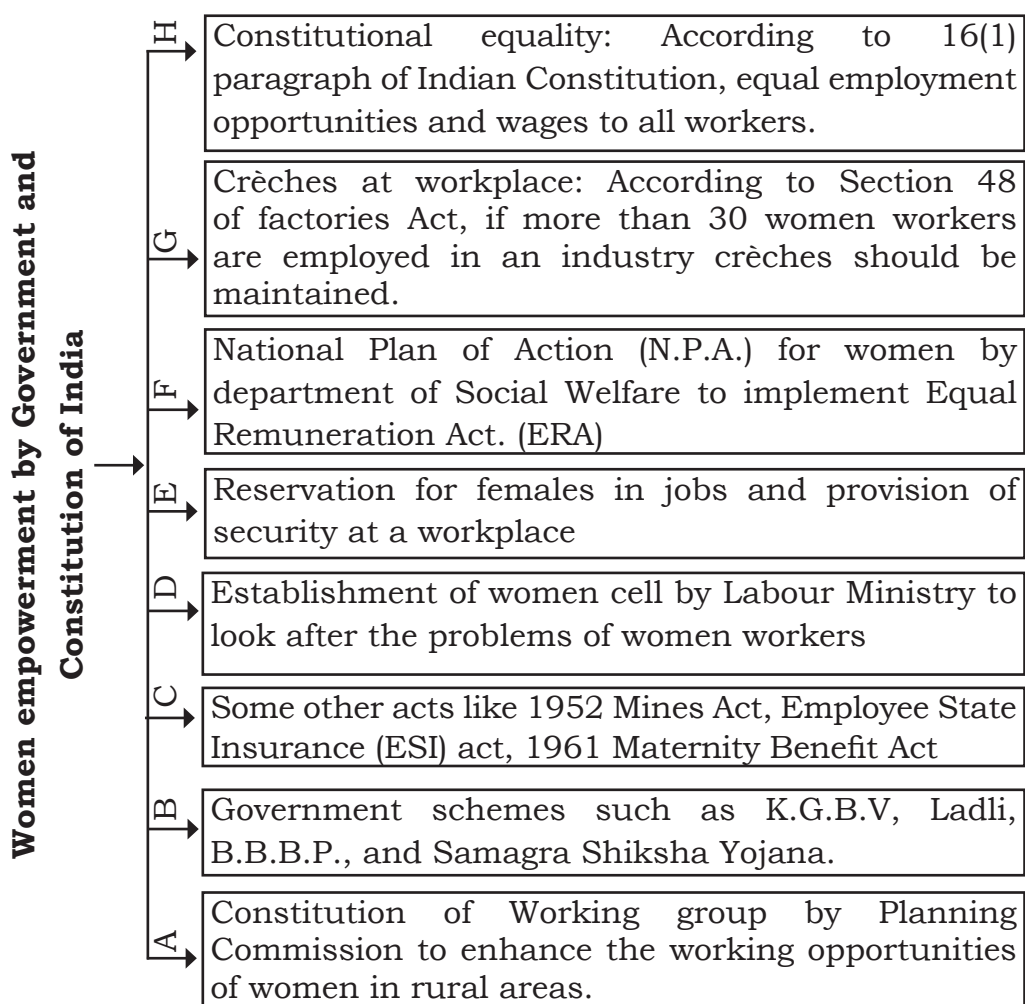 Women empowerment by Government and
Constitution of India
H
Constitutional equality: According to 16(1)
paragraph of Indian Constitution, equal employment
opportunities and wages to all workers.
G
Crèches at workplace: According to Section 48
of factories Act, if more than 30 women workers
are employed in an industry crèches should be
maintained.
F
National Plan of Action (N.P.A.) for women by
department of Social Welfare to implement Equal
Remuneration Act. (ERA)
E
Reservation for females in jobs and provision of
security at a workplace
D
Establishment of women cell by Labour Ministry to
look after the problems of women workers
C
Some other acts like 1952 Mines Act, Employee State
Insurance (ESI) act, 1961 Maternity Benefit Act
B
Government schemes such as K.G.B.V, Ladli,
B.B.B.P., and Samagra Shiksha Yojana.
A
Constitution of Working group by Planning
Commission to enhance the working opportunities
of women in rural areas.